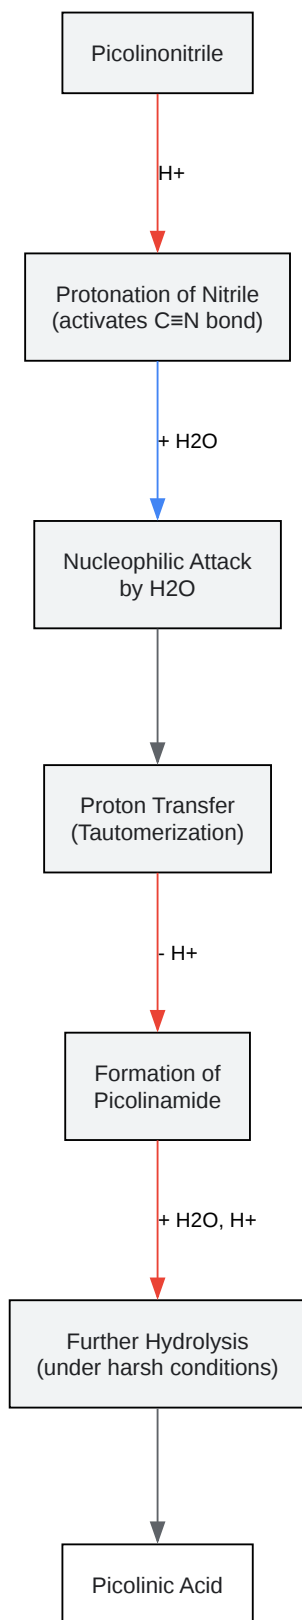 Picolinonitrile
H+
Protonation of Nitrile
(activates C≡N bond)
+ H2O
Nucleophilic Attack
by H2O
Proton Transfer
(Tautomerization)
- H+
Formation of
Picolinamide
+ H2O, H+
Further Hydrolysis
(under harsh conditions)
Picolinic Acid